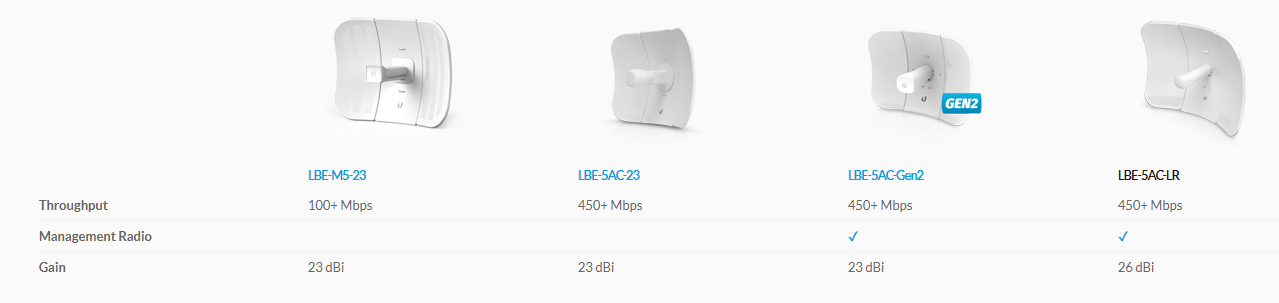 GEN2
LBE-M5-23 LBE-5AC-23 LBE-5AC-Gen2 LBE-5AC-LR
Throughput 100+ Mbps 450+ Mbps 450+ Mbps 450+ Mbps
Management Radio ✓ ✓
Gain 23 dBi 23 dBi 23 dBi 26 dBi